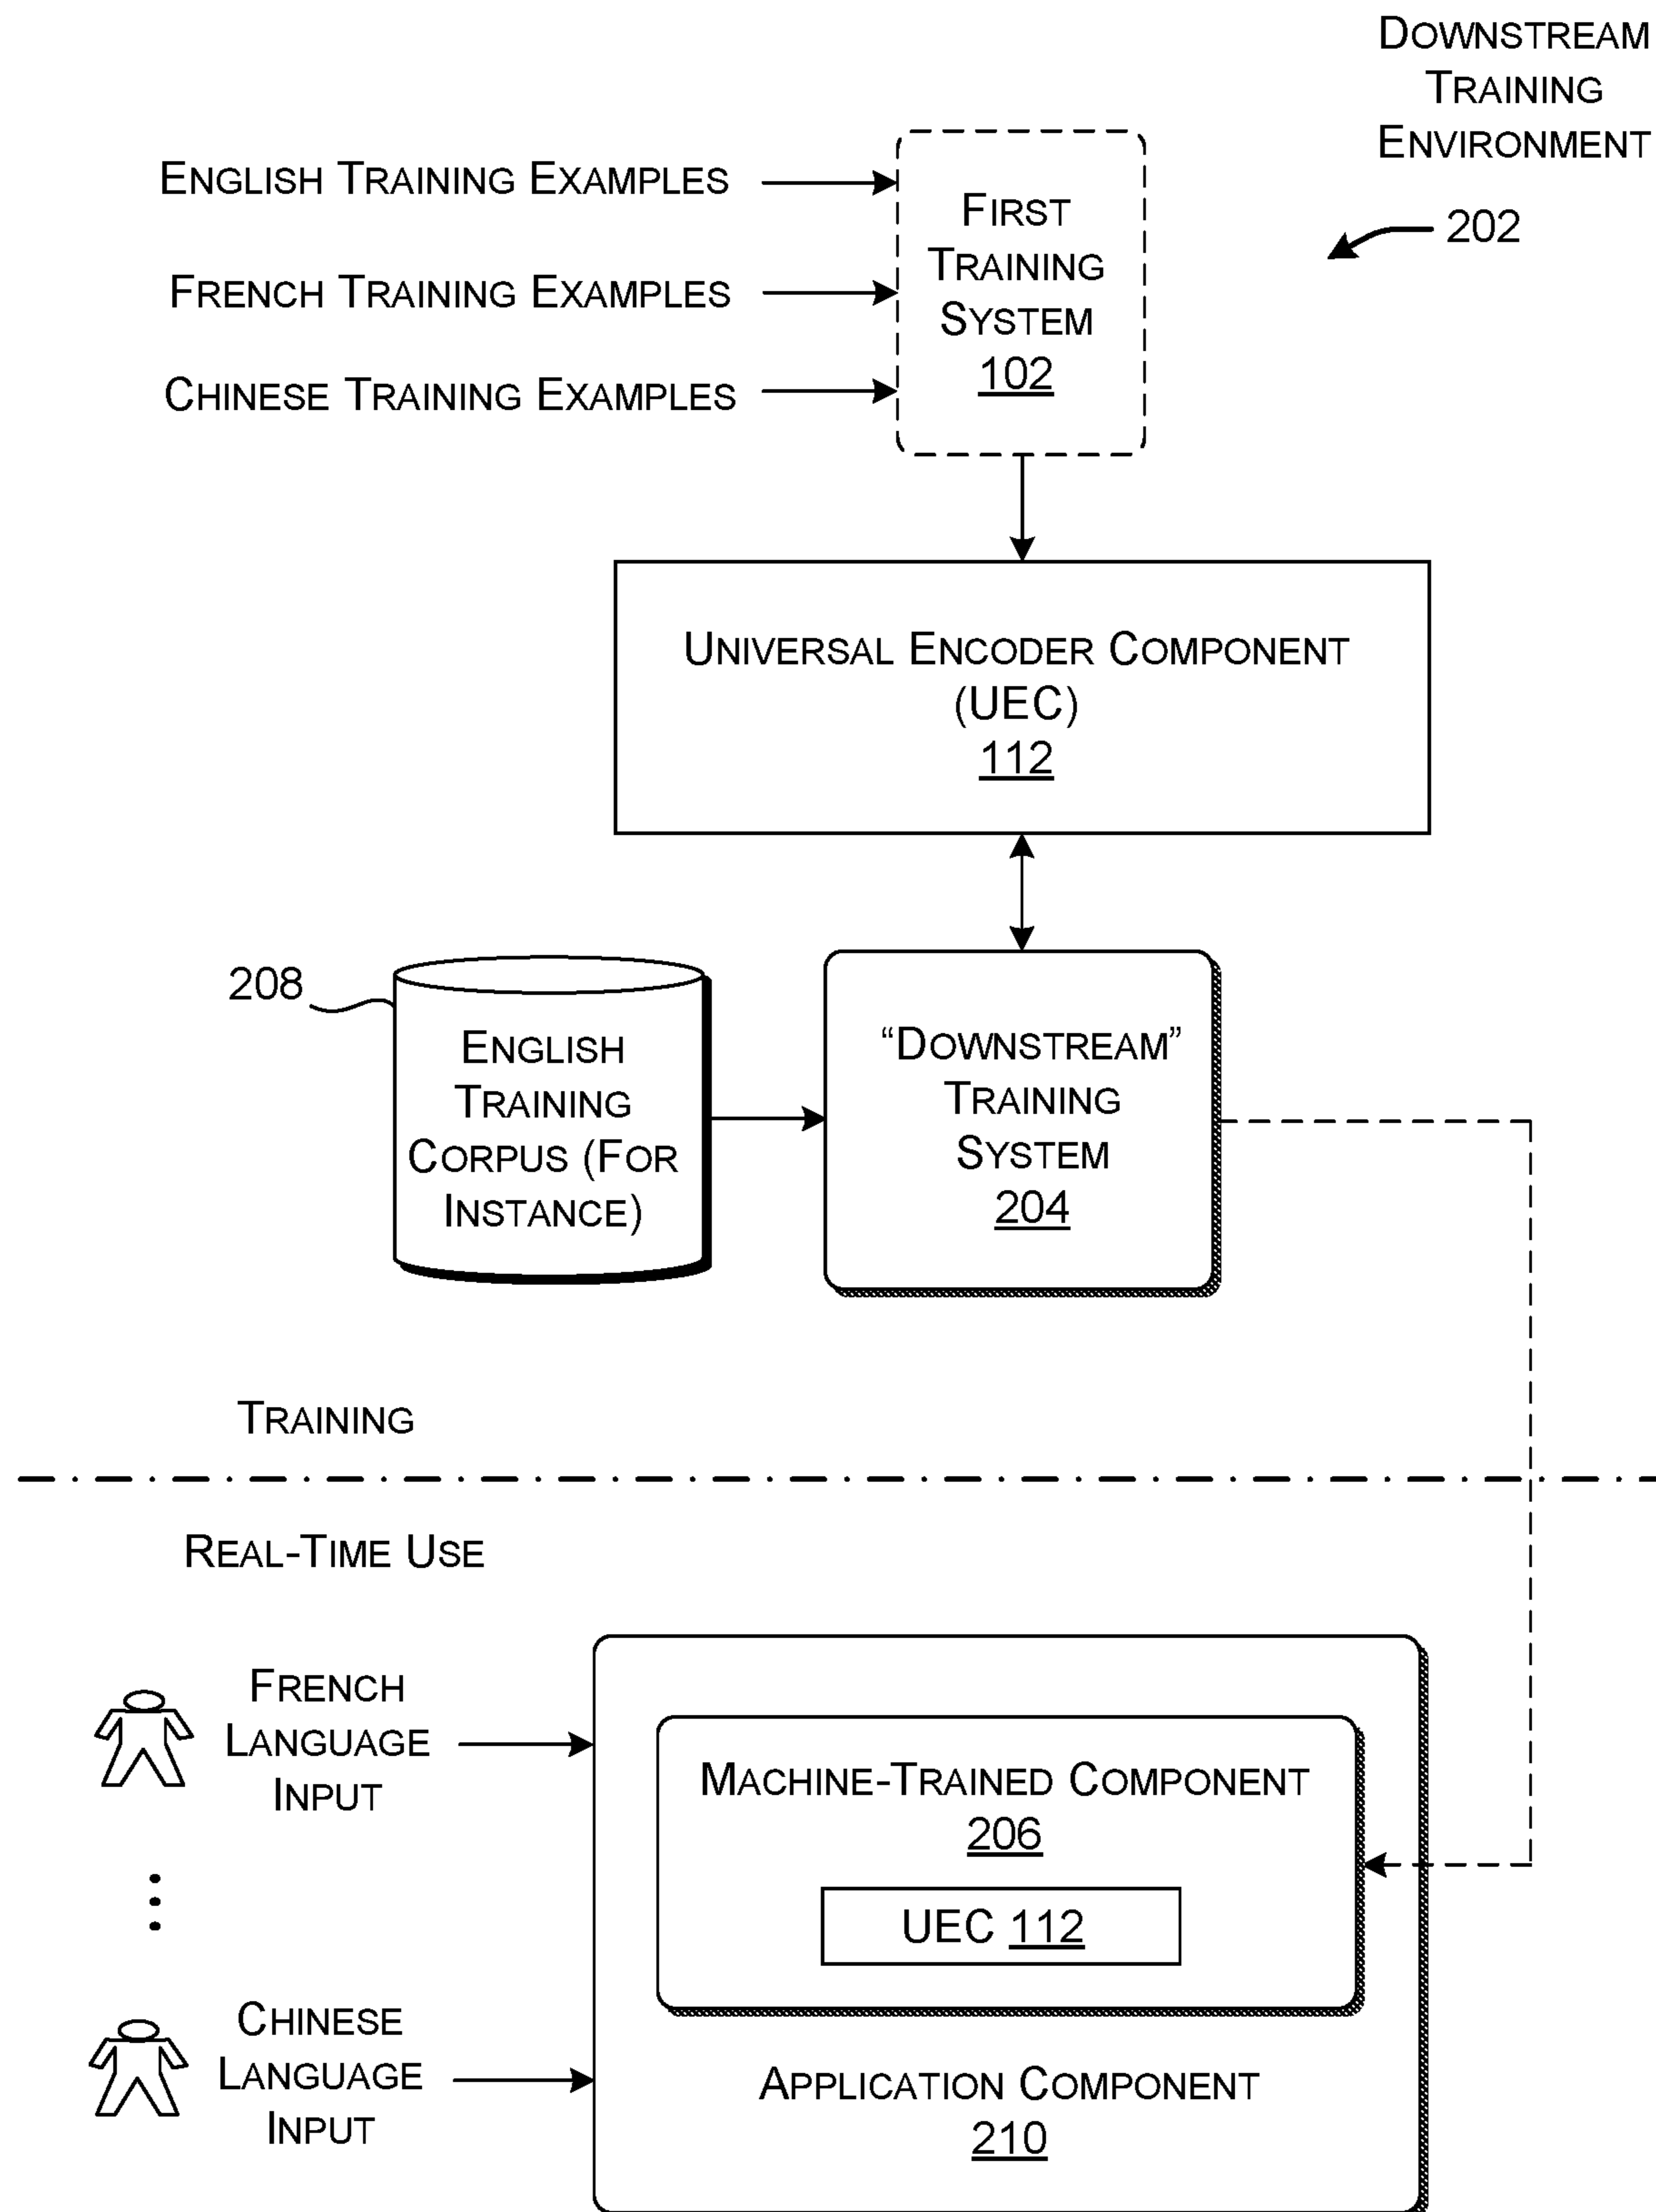 DOWNSTREAM
TRAINING
ENVIRONMENT
202
ENGLISH TRAINING EXAMPLES
FRENCH TRAINING EXAMPLES
CHINESE TRAINING EXAMPLES
FIRST
TRAINING
SYSTEM
102
UNIVERSAL ENCODER COMPONENT
(UEC)
112
208
ENGLISH
TRAINING
CORPUS (FOR
INSTANCE)
“DOWNSTREAM”
TRAINING
SYSTEM
204
TRAINING
REAL-TIME USE
FRENCH
LANGUAGE
INPUT
MACHINE-TRAINED COMPONENT
206
UEC 112
CHINESE
LANGUAGE
INPUT
APPLICATION COMPONENT
210